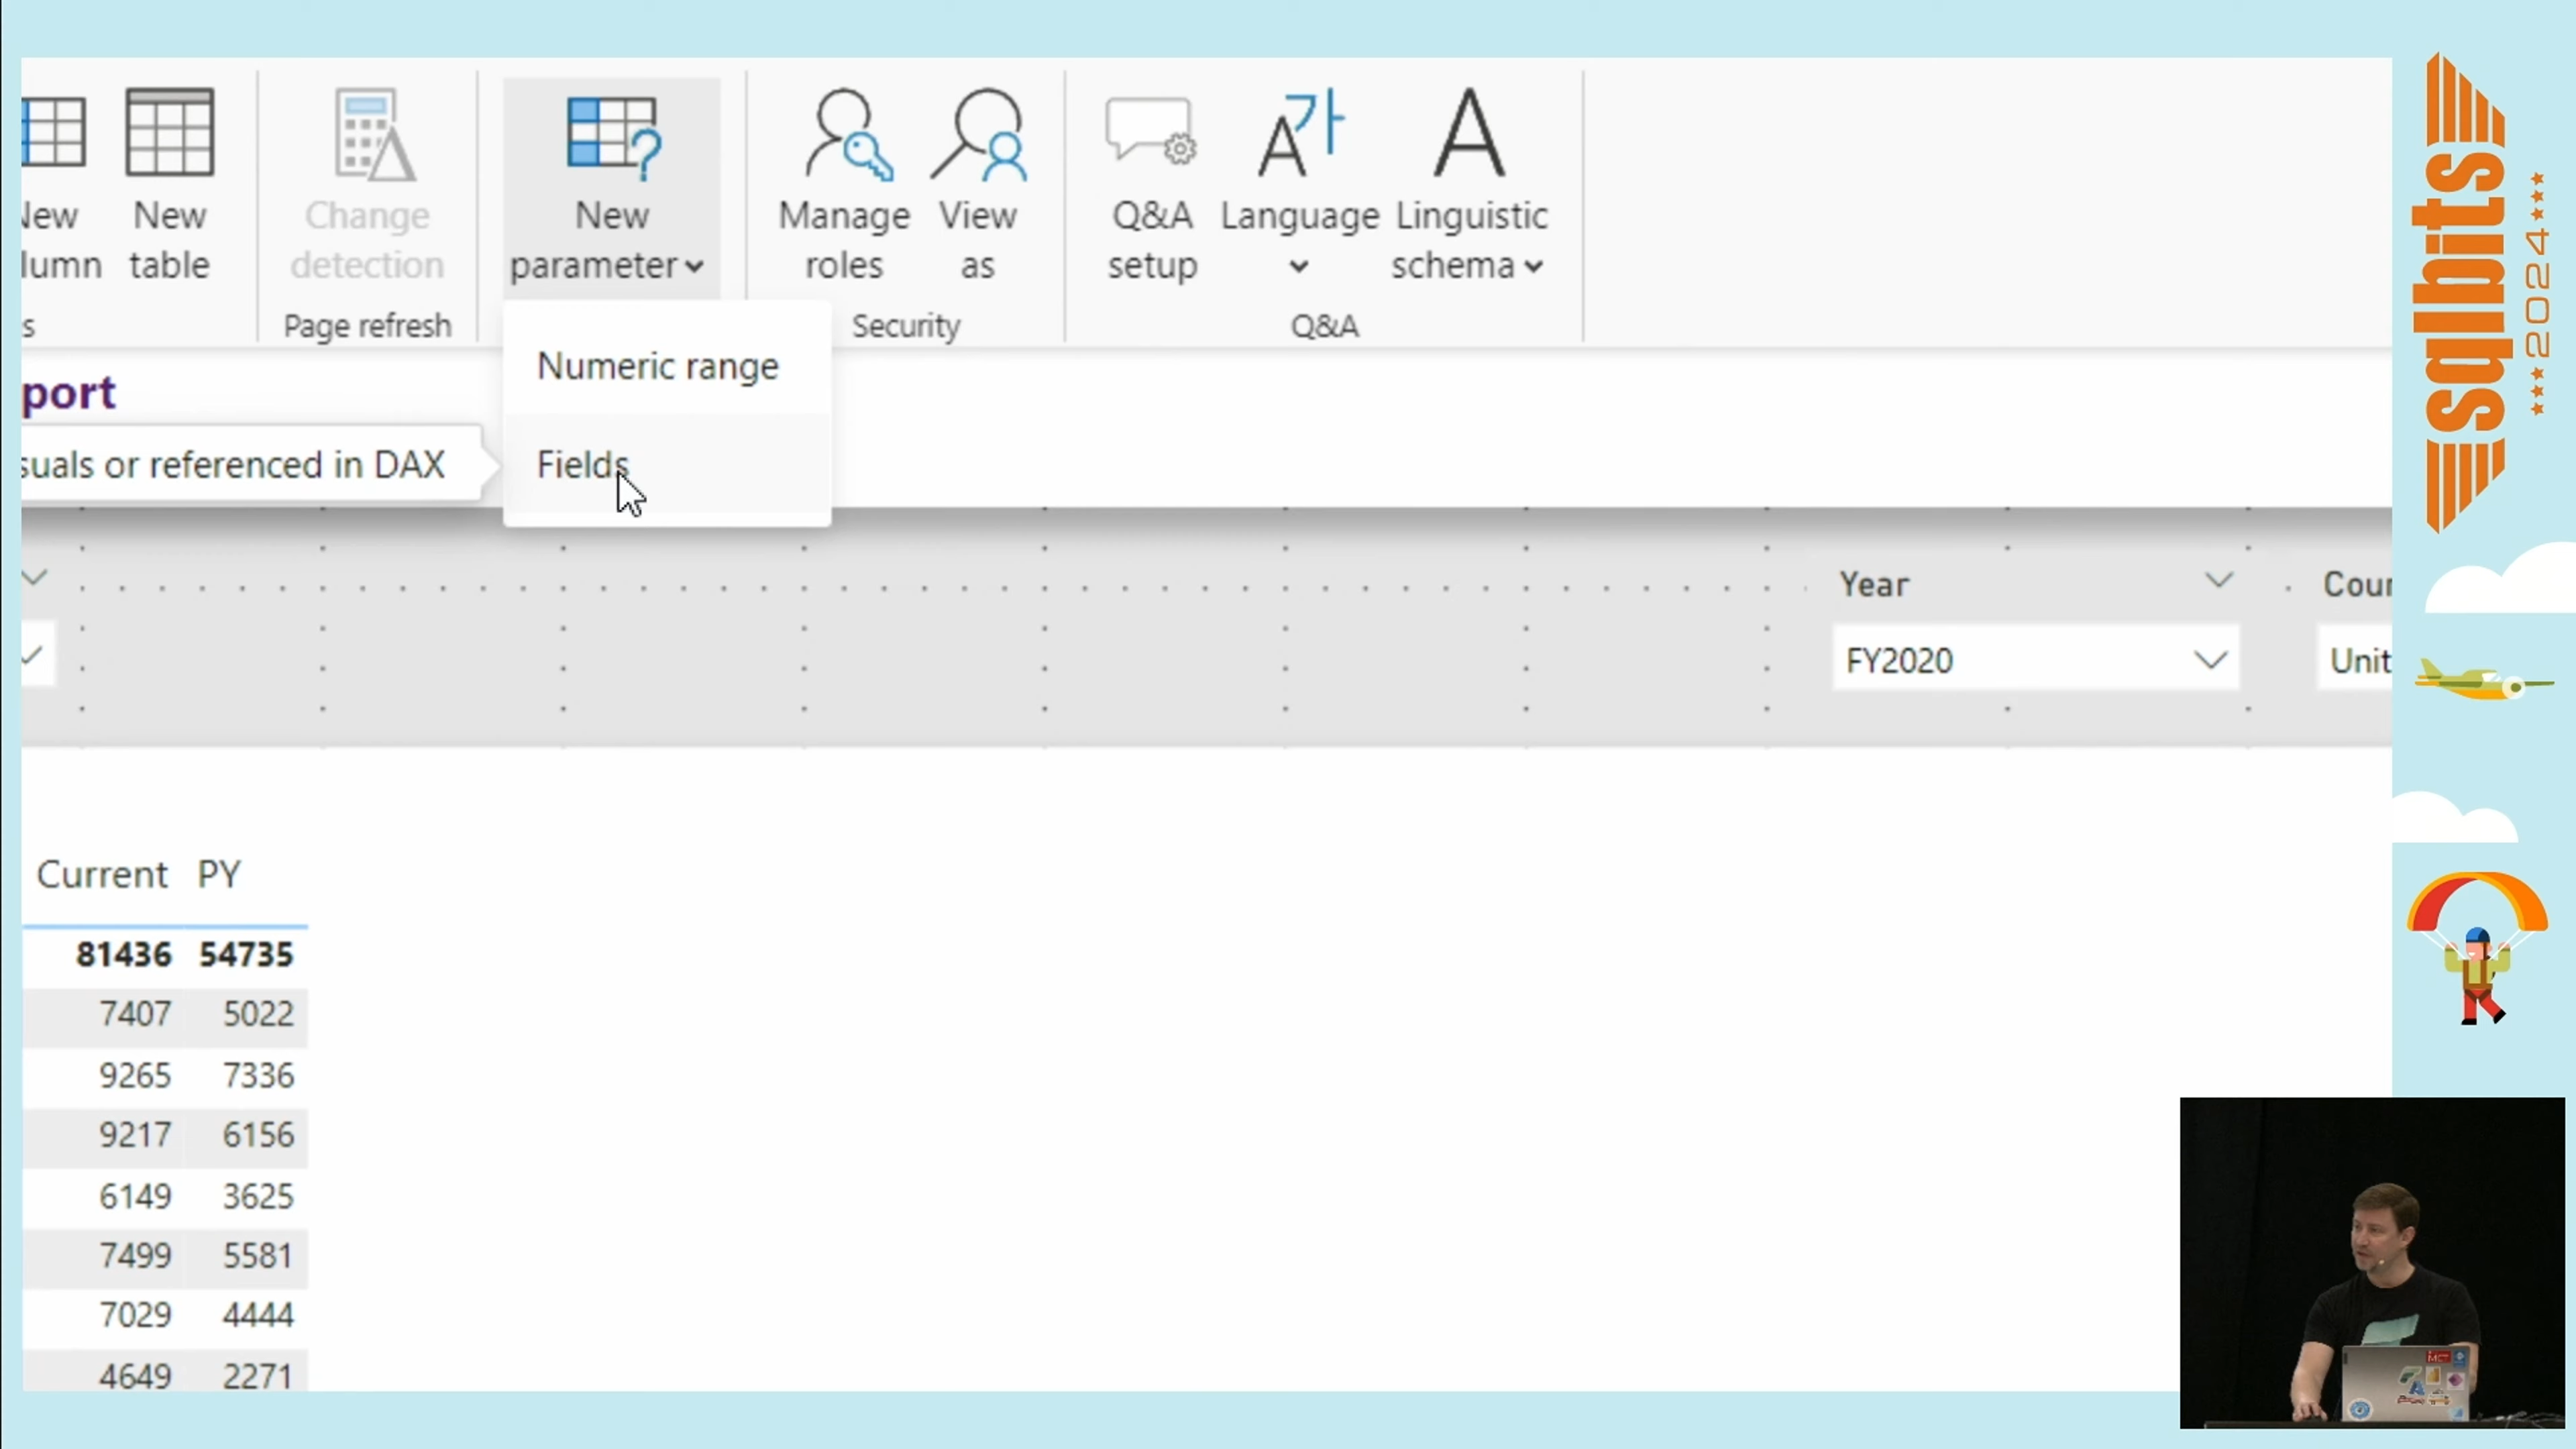 New
lumn
New
table
Change
detection
New
parameter
Manage
roles
View
as
Q&A
setup
Language
Linguistic
schema
s
Page refresh
Security
Q&A
Numeric range
Fields
port
suals or referenced in DAX
Year
FY2020
Cour
Unit
Current PY
81436 54735
7407 5022
9265 7336
9217 6156
6149 3625
7499 5581
7029 4444
4649 2271
sqlbits
2024